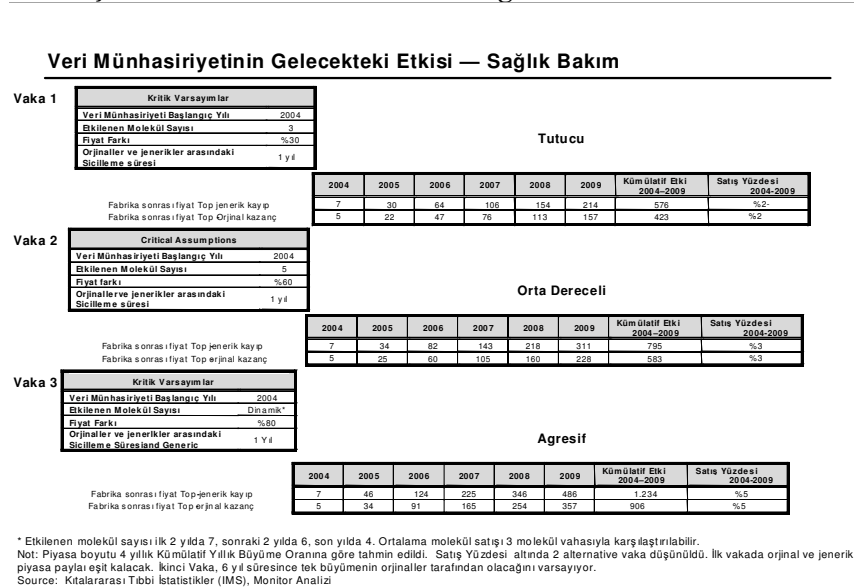 Veri Münhasiriyetinin Gelecekteki Etkisi — Sağlık Bakım
Vaka 1
Kritik Varsayımlar
Veri Münhasiriyeti Başlangıç Yılı 2004
Etkilenen Molekül Sayısı 3
Fiyat Farkı %30
Orjinaller ve jenerikler arasındaki
Sicilleme süresi 1 yıl
Tutucu
2004 2005 2006 2007 2008 2009 Kümülatif Etki 2004–2009 Satış Yüzdesi 2004-2009
Fabrika sonrası fiyat Top jenerik kayıp 7 30 64 106 154 214 576 %2-
Fabrika sonrası fiyat Top Orjinal kazanç 5 22 47 76 113 157 423 %2
Vaka 2
Critical Assumptions
Veri Münhasiriyeti Başlangıç Yılı 2004
Etkilenen Molekül Sayısı 5
Fiyat farkı %60
Orjinallerve jenerikler arasındaki
Sicilleme süresi 1 yıl
Orta Dereceli
2004 2005 2006 2007 2008 2009 Kümülatif Etki 2004–2009 Satış Yüzdesi 2004-2009
Fabrika sonrası fiyat Top jenerik kayıp 7 34 82 143 218 311 795 %3
Fabrika sonrası fiyat Top orjinal kazanç 5 25 60 105 160 228 583 %3
Vaka 3
Kritik Varsayımlar
Veri Münhasiriyeti Başlangıç Yılı 2004
Etkilenen Molekül Sayısı Dinamik*
Fiyat Farkı %80
Orjinaller ve jenerlkler arasındaki
Sicilleme Süresiand Generic 1 Yıl
Agresif
2004 2005 2006 2007 2008 2009 Kümülatif Etki 2004–2009 Satış Yüzdesi 2004-2009
Fabrika sonrası fiyat Top-jenerik kayıp 7 46 124 225 346 486 1.234 %5
Fabrika sonrası fiyat Top orjinal kazanç 5 34 91 165 254 357 906 %5
* Etkilenen molekül sayısı ilk 2 yılda 7, sonraki 2 yılda 6, son yılda 4. Ortalama molekül satışı 3 molekül vahasıyla karşılaştırılabilir.
Not: Piyasa boyutu 4 yıllık Kümülatif Yıllık Büyüme Oranına göre tahmin edildi. Satış Yüzdesi altında 2 alternative vaka düşünüldü. İlk vakada orjinal ve jenerik
piyasa paylaı eşit kalacak. İkinci Vaka, 6 yıl süresince tek büyümenin orjinaller tarafından olacağını varsayıyor.
Source: Kıtalararası Tıbbi İstatistikler (IMS), Monitor Analizi